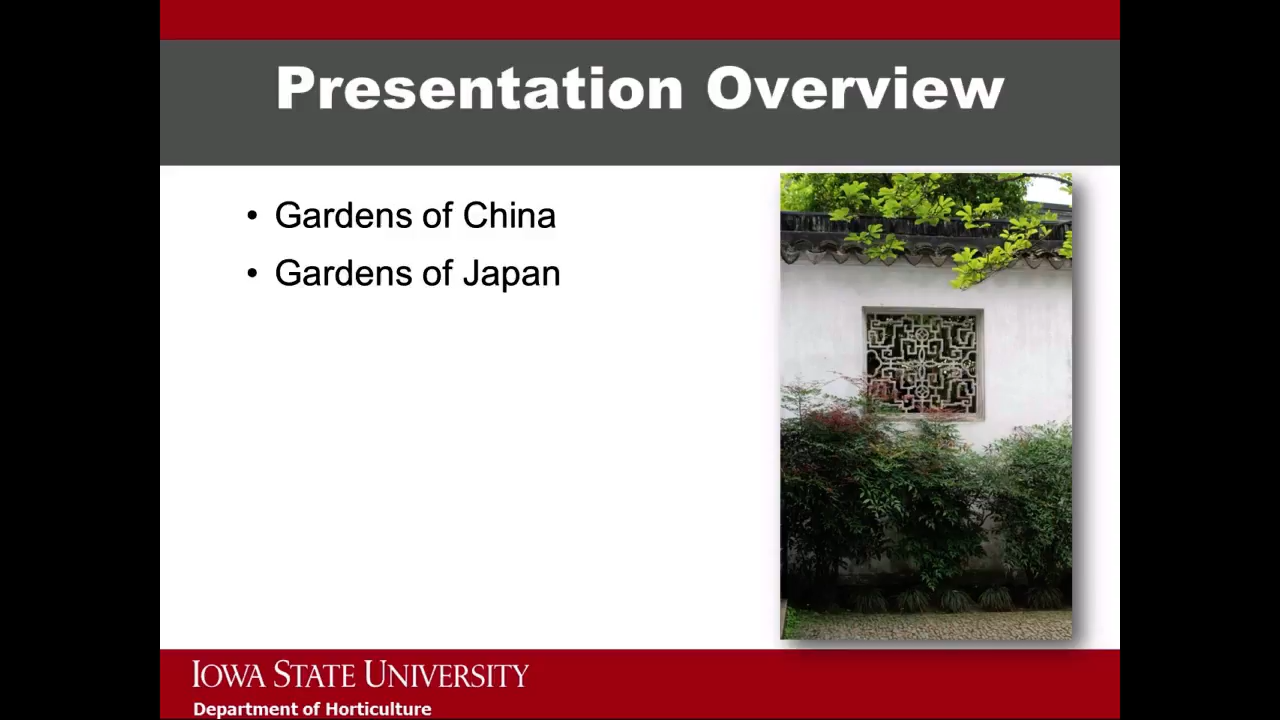 Presentation Overview
• Gardens of China
• Gardens of Japan
IOWA STATE UNIVERSITY
Department of Horticulture